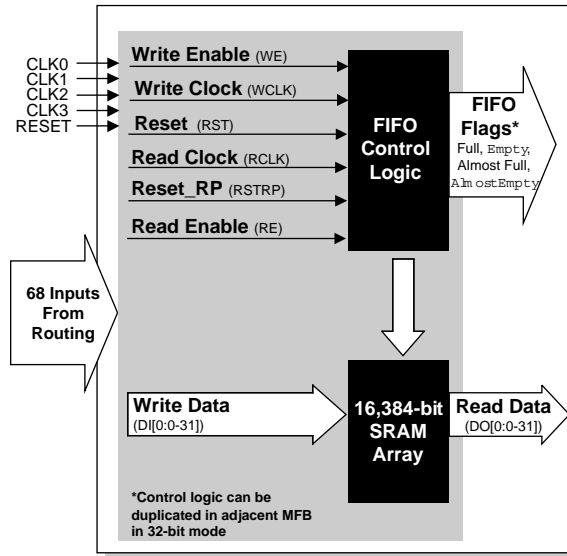 CLK0
CLK1
CLK2
CLK3
RESET
Write Enable (WE)
Write Clock (WCLK)
Reset (RST)
Read Clock (RCLK)
Reset_RP (RSTRP)
Read Enable (RE)
FIFO
Control
Logic
FIFO
Flags*
Full, Empty,
Almost Full,
AlmostEmpty
68 Inputs
From
Routing
Write Data
(DI[0:0-31])
16,384-bit
SRAM
Array
Read Data
(DO[0:0-31])
*Control logic can be
duplicated in adjacent MFB
in 32-bit mode